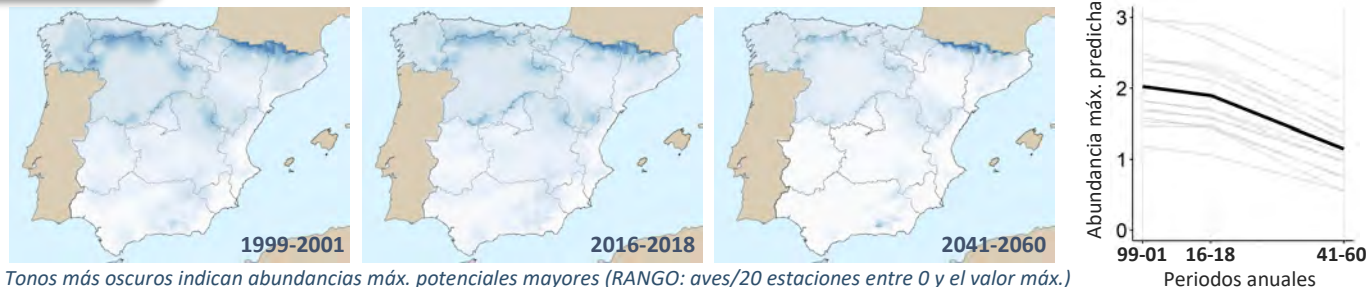 1999-2001
2016-2018
2041-2060
Tonos más oscuros indican abundancias máx. potenciales mayores (RANGO: aves/20 estaciones entre 0 y el valor máx.)
Abundancia máx. predicha
3
2
1
0
99-01 16-18 41-60
Periodos anuales